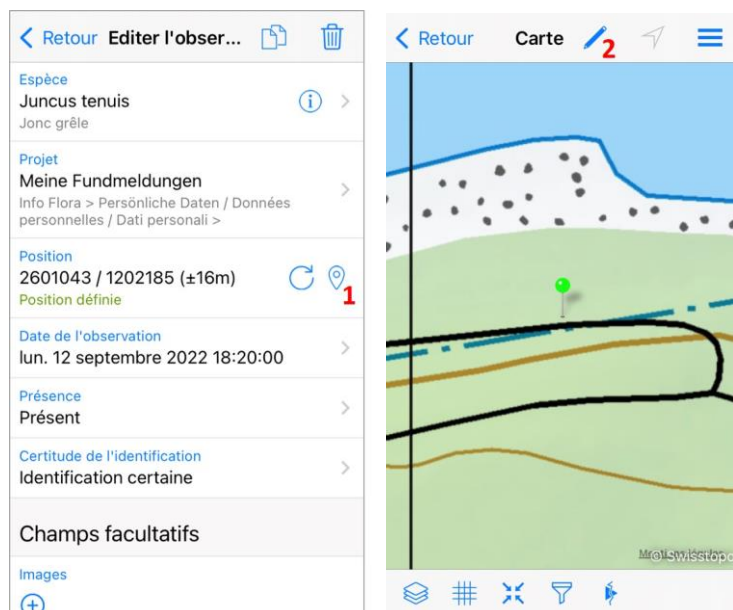 Retour Editer l'obser...
Espèce
Juncus tenuis
Jonc grêle
Projet
Meine Fundmeldungen
Info Flora > Persönliche Daten / Données
personnelles / Dati personali >
Position
2601043 / 1202185 (±16m)
Position définie
1
Date de l'observation
lun. 12 septembre 2022 18:20:00
Présence
Présent
Certitude de l'identification
Identification certaine
Champs facultatifs
Images
Retour Carte
2
© Swisstopo